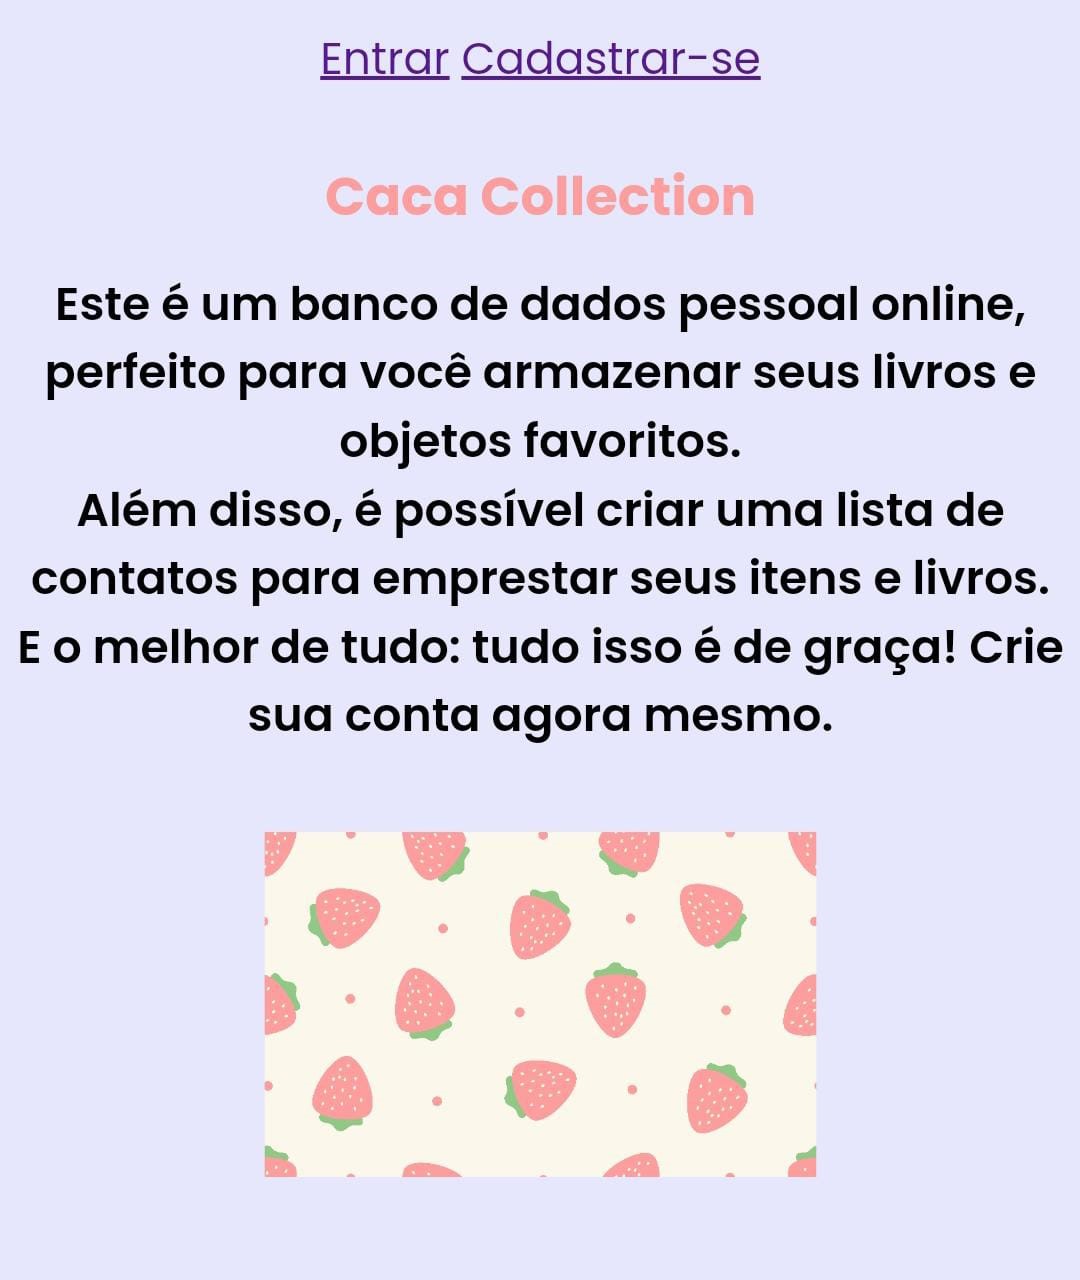 Entrar Cadastrar-se
Caca Collection
Este é um banco de dados pessoal online,
perfeito para você armazenar seus livros e
objetos favoritos.
Além disso, é possível criar uma lista de
contatos para emprestar seus itens e livros.
E o melhor de tudo: tudo isso é de graça! Crie
sua conta agora mesmo.